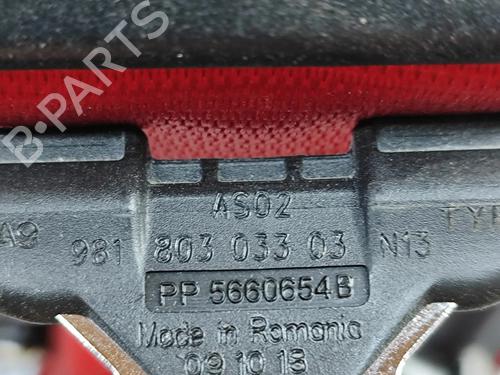 B-PARTS
AS02
A9 981 803 033 03 N13 TYP
PP 5660654B
Made in Romania
09 10 18